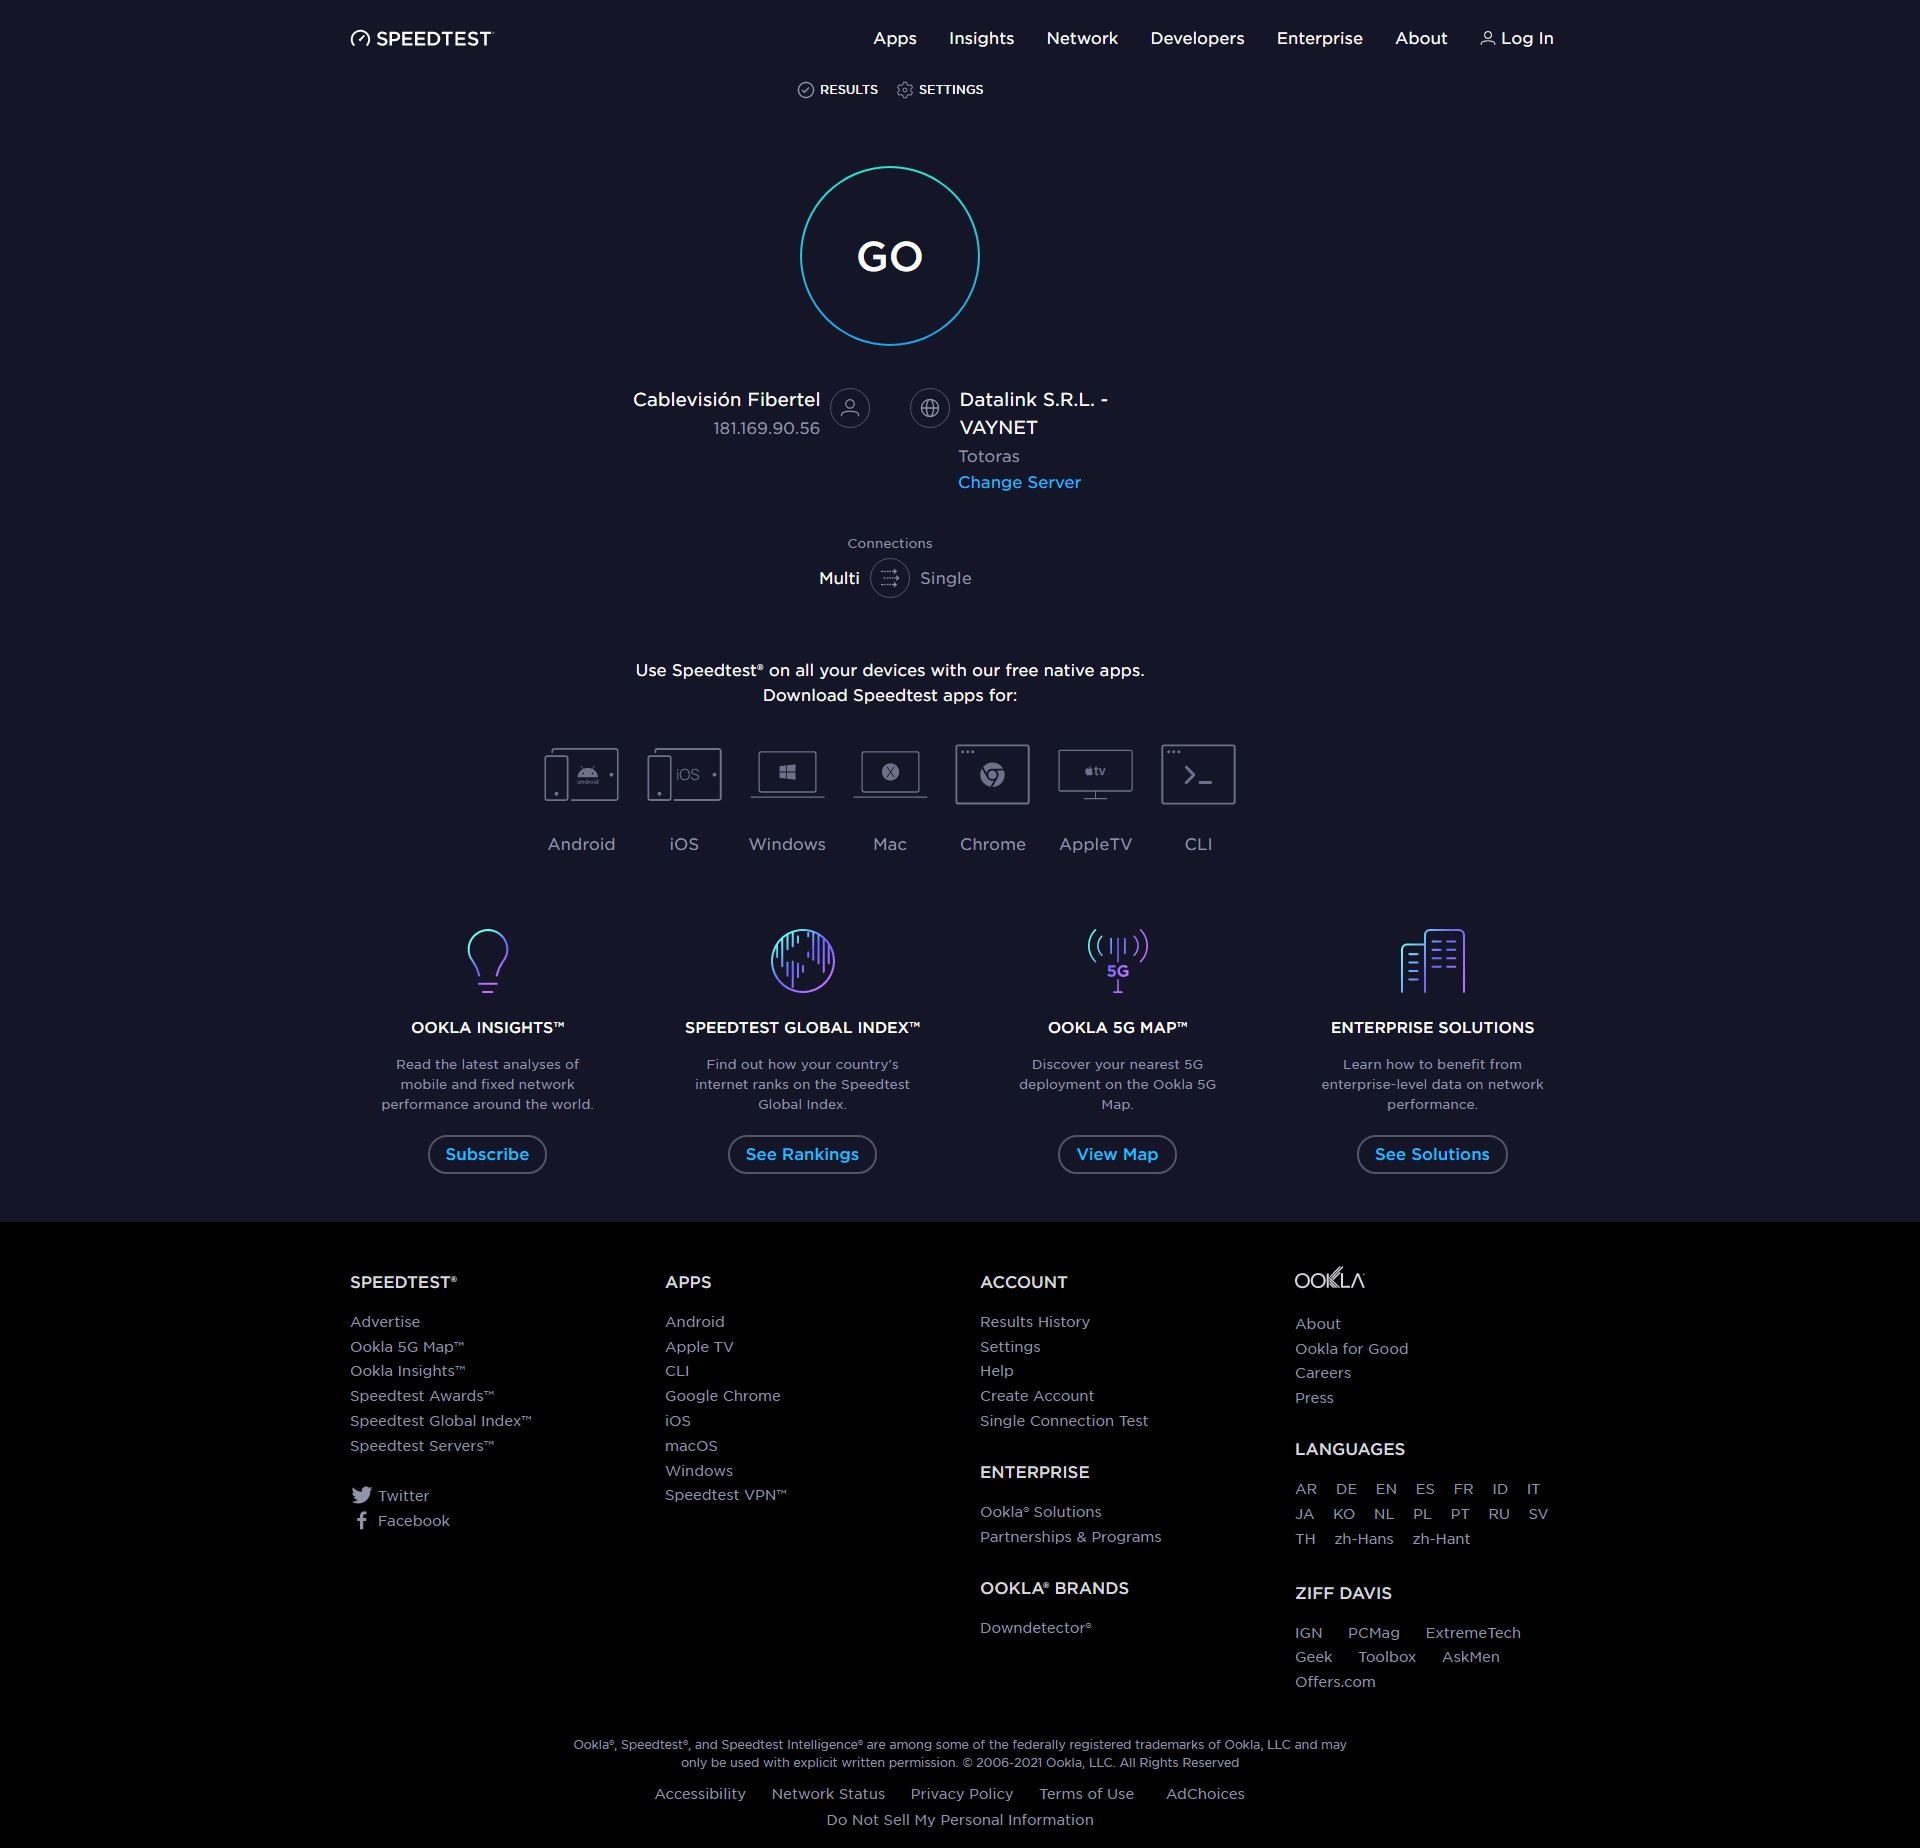 SPEEDTEST
Apps Insights Network Developers Enterprise About Log In
RESULTS SETTINGS
GO
Cablevisión Fibertel
181.169.90.56
Datalink S.R.L. -
VAYNET
Totoras
Change Server
Connections
Multi Single
Use Speedtest® on all your devices with our free native apps.
Download Speedtest apps for:
android iOS X tv
Android iOS Windows Mac Chrome AppleTV CLI
5G
OOKLA INSIGHTS™
Read the latest analyses of
mobile and fixed network
performance around the world.
Subscribe
SPEEDTEST GLOBAL INDEX™
Find out how your country's
internet ranks on the Speedtest
Global Index.
See Rankings
OOKLA 5G MAP™
Discover your nearest 5G
deployment on the Ookla 5G
Map.
View Map
ENTERPRISE SOLUTIONS
Learn how to benefit from
enterprise-level data on network
performance.
See Solutions
SPEEDTEST®
Advertise
Ookla 5G Map™
Ookla Insights™
Speedtest Awards™
Speedtest Global Index™
Speedtest Servers™
Twitter
Facebook
APPS
Android
Apple TV
CLI
Google Chrome
iOS
macOS
Windows
Speedtest VPN™
ACCOUNT
Results History
Settings
Help
Create Account
Single Connection Test
ENTERPRISE
Ookla® Solutions
Partnerships & Programs
OOKLA® BRANDS
Downdetector®
OOKLA
About
Ookla for Good
Careers
Press
LANGUAGES
AR DE EN ES FR ID IT
JA KO NL PL PT RU SV
TH zh-Hans zh-Hant
ZIFF DAVIS
IGN PCMag ExtremeTech
Geek Toolbox AskMen
Offers.com
Ookla®, Speedtest®, and Speedtest Intelligence® are among some of the federally registered trademarks of Ookla, LLC and may
only be used with explicit written permission. © 2006-2021 Ookla, LLC. All Rights Reserved
Accessibility Network Status Privacy Policy Terms of Use AdChoices
Do Not Sell My Personal Information